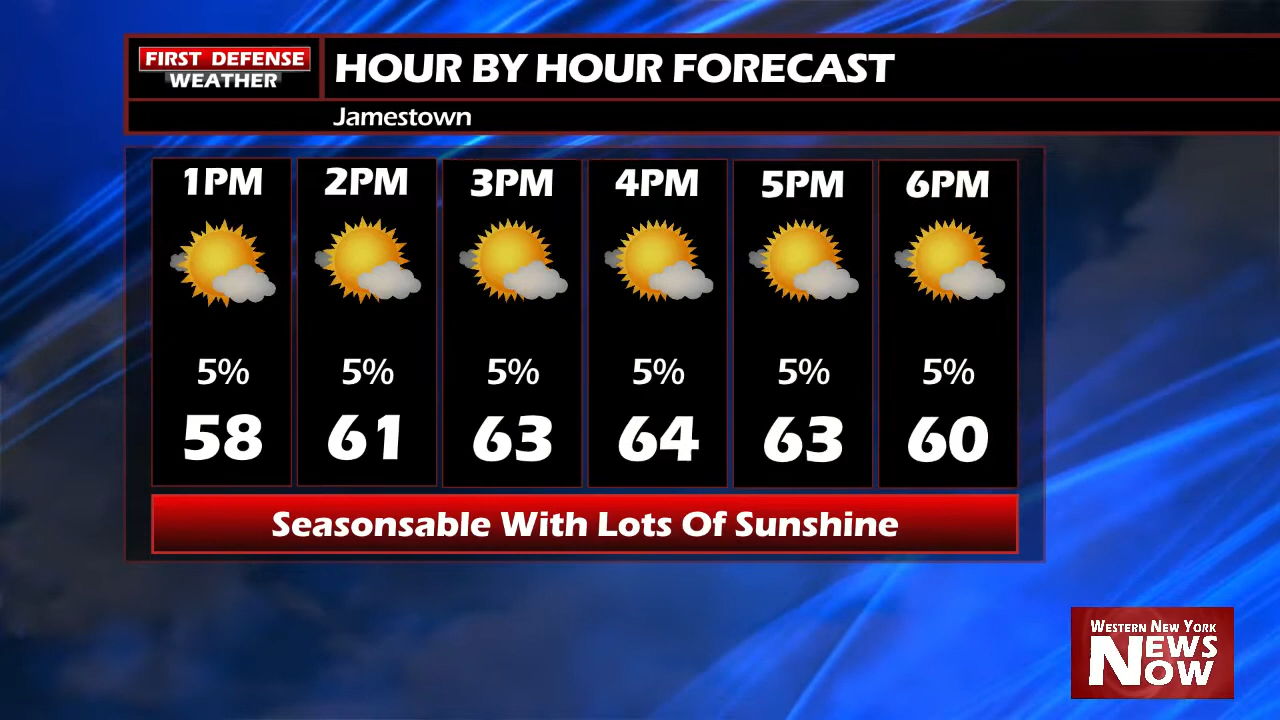 FIRST DEFENSE
WEATHER
HOUR BY HOUR FORECAST
Jamestown
1PM 2PM 3PM 4PM 5PM 6PM
5% 5% 5% 5% 5% 5%
58 61 63 64 63 60
Seasonsable With Lots Of Sunshine
WESTERN NEW YORK
NEWS
NOW